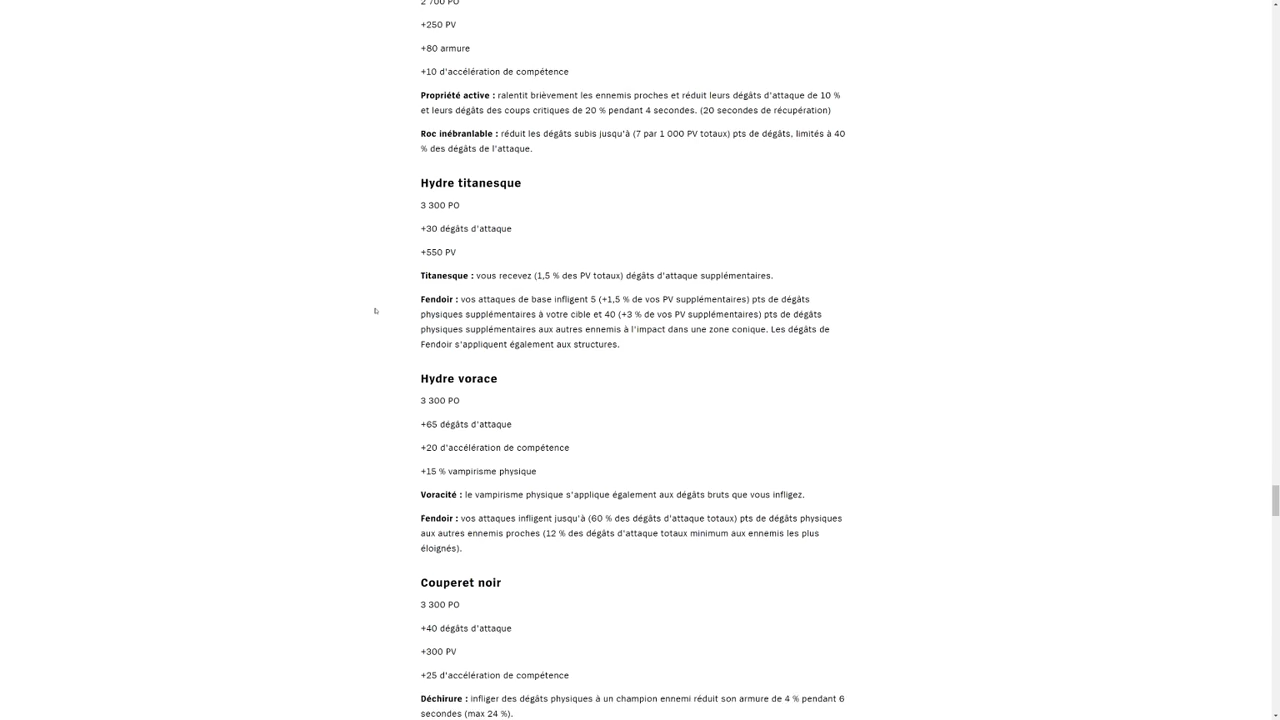 2 700 PO
+250 PV
+80 armure
+10 d'accélération de compétence
Propriété active : ralentit brièvement les ennemis proches et réduit leurs dégâts d'attaque de 10 %
et leurs dégâts des coups critiques de 20 % pendant 4 secondes. (20 secondes de récupération)
Roc inébranlable : réduit les dégâts subis jusqu'à (7 par 1 000 PV totaux) pts de dégâts, limités à 40
% des dégâts de l'attaque.
Hydre titanesque
3 300 PO
+30 dégâts d'attaque
+550 PV
Titanesque : vous recevez (1,5 % des PV totaux) dégâts d'attaque supplémentaires.
Fendoir : vos attaques de base infligent 5 (+1,5 % de vos PV supplémentaires) pts de dégâts
physiques supplémentaires à votre cible et 40 (+3 % de vos PV supplémentaires) pts de dégâts
physiques supplémentaires aux autres ennemis à l'impact dans une zone conique. Les dégâts de
Fendoir s'appliquent également aux structures.
Hydre vorace
3 300 PO
+65 dégâts d'attaque
+20 d'accélération de compétence
+15 % vampirisme physique
Voracité : le vampirisme physique s'applique également aux dégâts bruts que vous infligez.
Fendoir : vos attaques infligent jusqu'à (60 % des dégâts d'attaque totaux) pts de dégâts physiques
aux autres ennemis proches (12 % des dégâts d'attaque totaux minimum aux ennemis les plus
éloignés).
Couperet noir
3 300 PO
+40 dégâts d'attaque
+300 PV
+25 d'accélération de compétence
Déchirure : infliger des dégâts physiques à un champion ennemi réduit son armure de 4 % pendant 6
secondes (max 24 %).